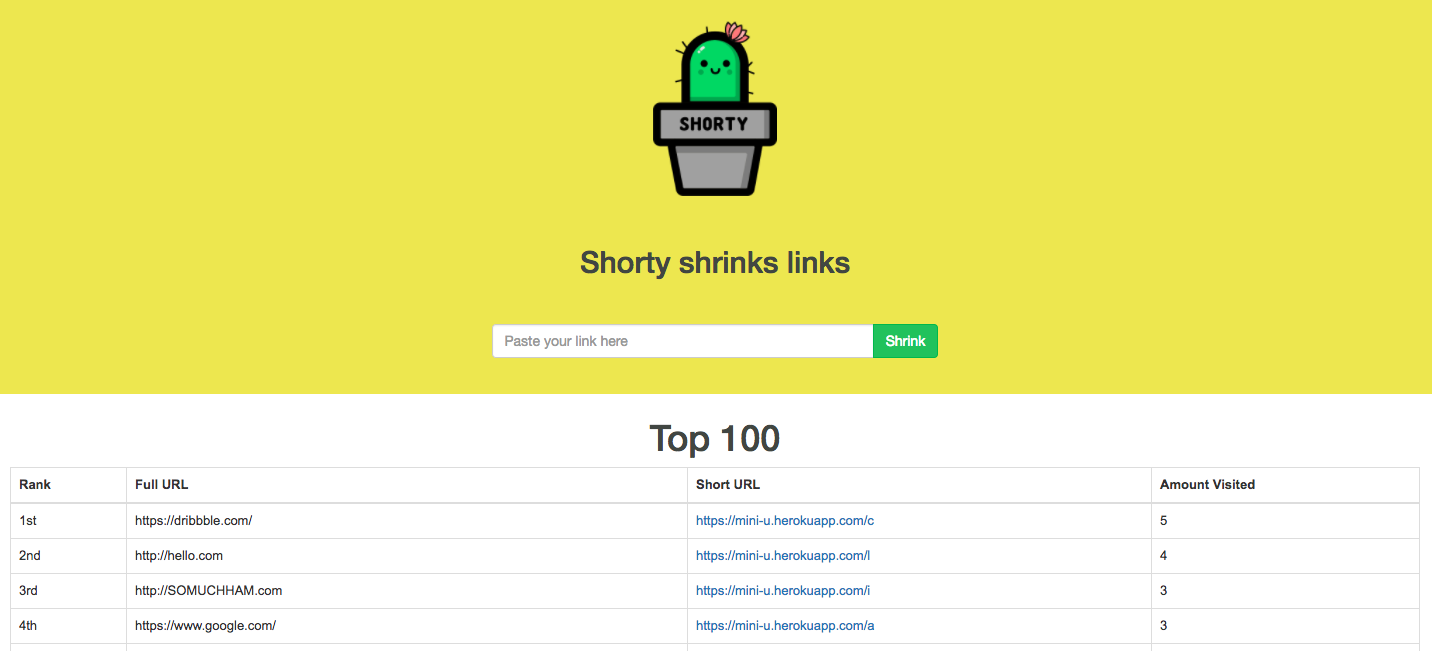 SHORTY
Shorty shrinks links
Paste your link here Shrink
Top 100
Rank Full URL Short URL Amount Visited
1st https://dribbble.com/ https://mini-u.herokuapp.com/c 5
2nd http://hello.com https://mini-u.herokuapp.com/l 4
3rd http://SOMUCHHAM.com https://mini-u.herokuapp.com/i 3
4th https://www.google.com/ https://mini-u.herokuapp.com/a 3